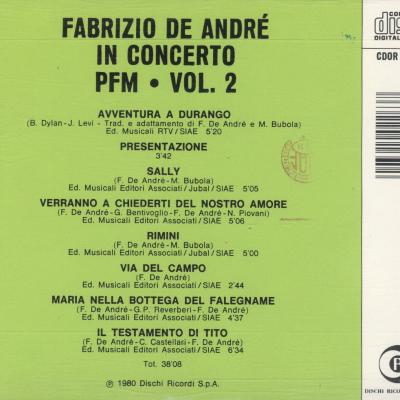 FABRIZIO DE ANDRÉ
IN CONCERTO
PFM • VOL. 2
AVVENTURA A DURANGO
(B. Dylan-J. Levi - Trad. e adattamento di F. De André e M. Bubola)
Ed. Musicali RTV/SIAE 5'20
PRESENTAZIONE
3'42
SALLY
(F. De André-M. Bubola)
Ed. Musicali Editori Associati/Jubal/SIAE 5'05
VERRANNO A CHIEDERTI DEL NOSTRO AMORE
(F. De André-G. Bentivoglio-F. De André-N. Piovani)
Ed. Musicali Editori Associati/SIAE 5'06
RIMINI
(F. De André-M. Bubola)
Ed. Musicali Editori Associati/Jubal/SIAE 5'00
VIA DEL CAMPO
(F. De André)
Ed. Musicali Editori Associati/SIAE 2'44
MARIA NELLA BOTTEGA DEL FALEGNAME
(F. De André-G.P. Reverberi-F. De André)
Ed. Musicali Editori Associati/SIAE 4'37
IL TESTAMENTO DI TITO
(F. De André-C. Castellari-F. De André)
Ed. Musicali Editori Associati/SIAE 6'34
Tot. 38'08
℗ 1980 Dischi Ricordi S.p.A.
CDOR
DISCHI